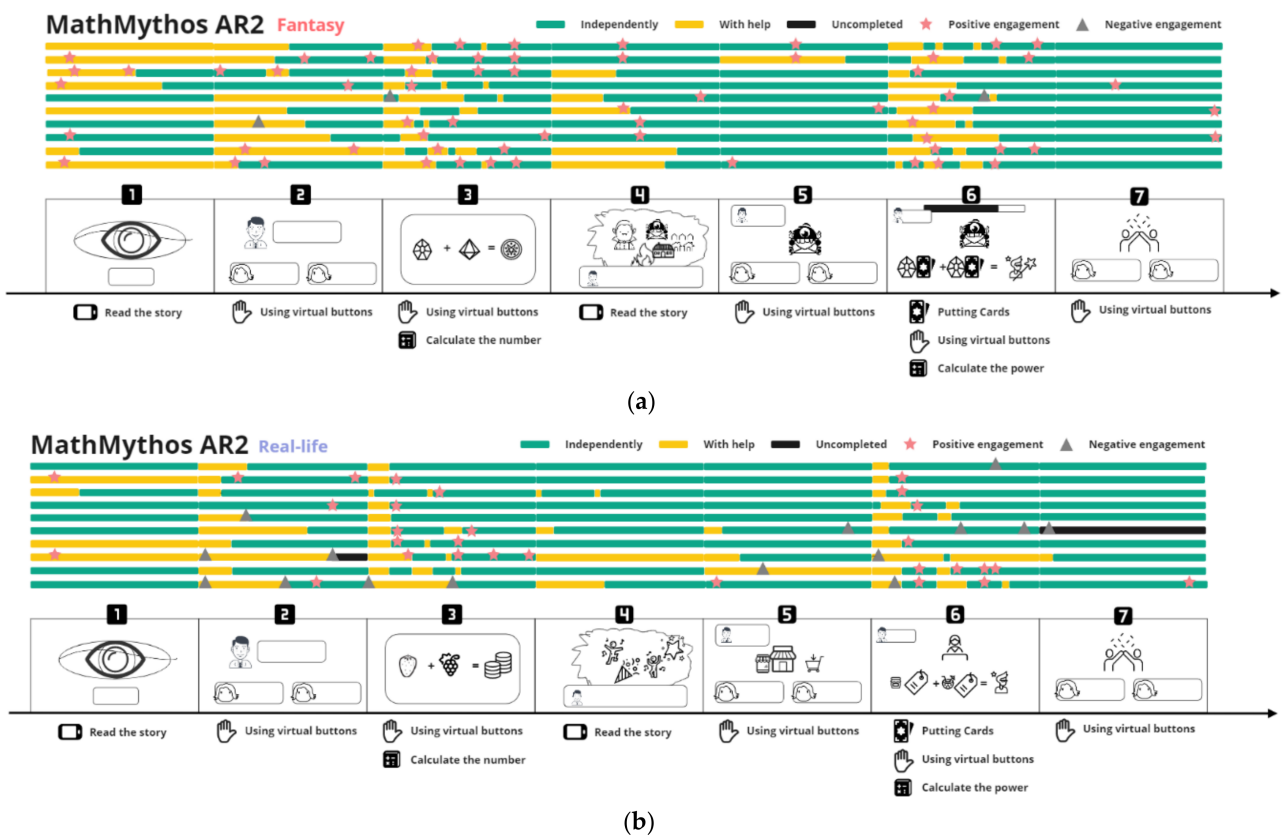 MathMythos AR2 Fantasy
Independently With help Uncompleted Positive engagement Negative engagement
1 2 3 4 5 6 7
+ =
+ =
Read the story Using virtual buttons Using virtual buttons Read the story Using virtual buttons Putting Cards Using virtual buttons
Calculate the number Using virtual buttons
Calculate the power
(a)
MathMythos AR2 Real-life
Independently With help Uncompleted Positive engagement Negative engagement
1 2 3 4 5 6 7
+ =
+ =
Read the story Using virtual buttons Using virtual buttons Read the story Using virtual buttons Putting Cards Using virtual buttons
Calculate the number Using virtual buttons
Calculate the power
(b)